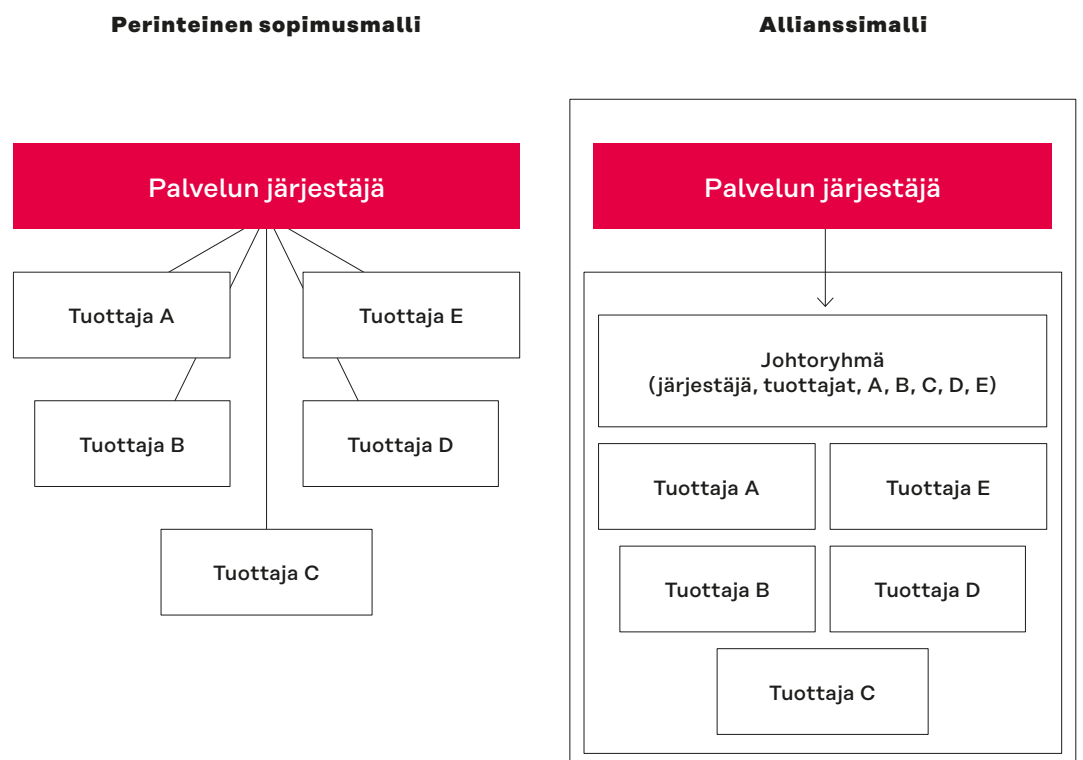 Perinteinen sopimusmalli
Palvelun järjestäjä
Tuottaja A
Tuottaja E
Tuottaja B
Tuottaja D
Tuottaja C
Allianssimalli
Palvelun järjestäjä
Johtoryhmä
(järjestäjä, tuottajat, A, B, C, D, E)
Tuottaja A
Tuottaja E
Tuottaja B
Tuottaja D
Tuottaja C